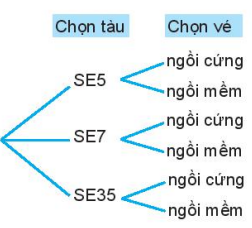 Chọn tàu Chọn vé
ngồi cứng
SE5
ngồi mềm
ngồi cứng
SE7
ngồi mềm
ngồi cứng
SE35
ngồi mềm